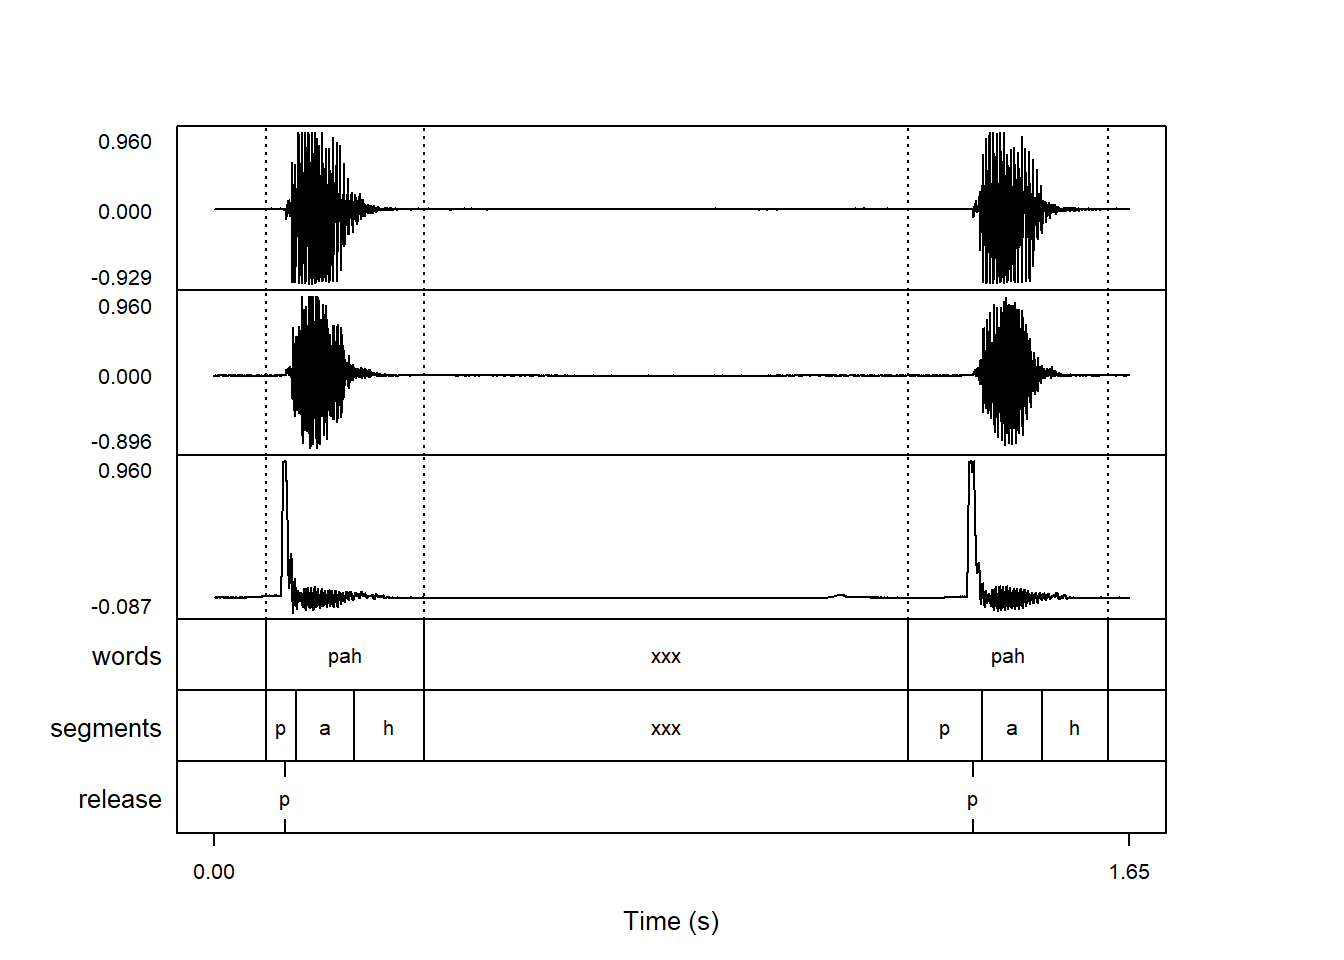 0.960
0.000
-0.929
0.960
0.000
-0.896
0.960
-0.087
words pah xxx pah
segments p a h xxx p a h
release p p
0.00 1.65
Time (s)